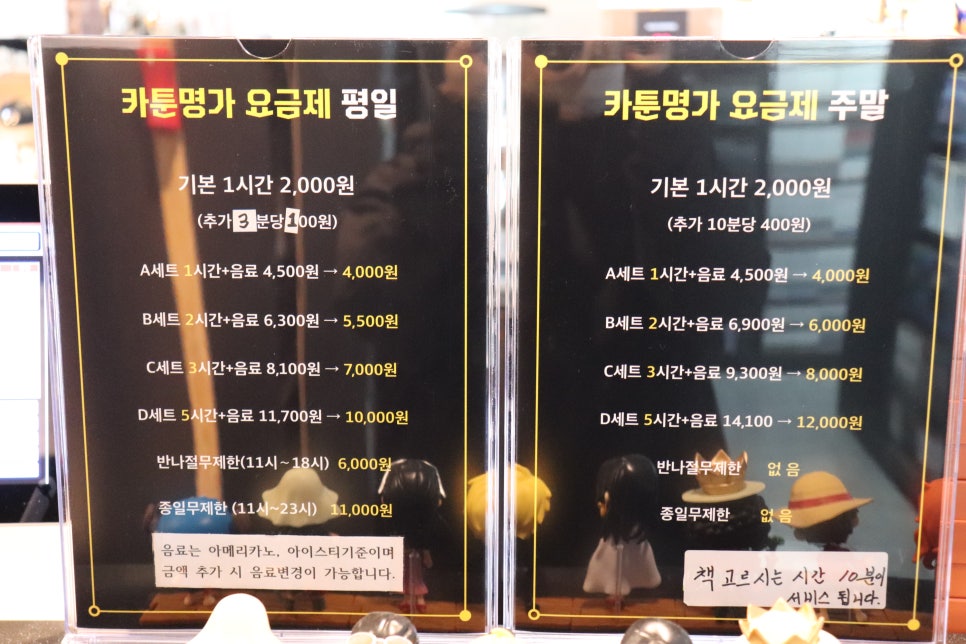 카툰명가 요금제 평일
기본 1시간 2,000원
(추가 3 분당 100원)
A세트 1시간+음료 4,500원 → 4,000원
B세트 2시간+음료 6,300원 → 5,500원
C세트 3시간+음료 8,100원 → 7,000원
D세트 5시간+음료 11,700원 → 10,000원
반나절무제한(11시~18시) 6,000원
종일무제한 (11시~23시) 11,000원
음료는 아메리카노, 아이스티기준이며
금액 추가 시 음료변경이 가능합니다.
카툰명가 요금제 주말
기본 1시간 2,000원
(추가 10분당 400원)
A세트 1시간+음료 4,500원 → 4,000원
B세트 2시간+음료 6,900원 → 6,000원
C세트 3시간+음료 9,300원 → 8,000원
D세트 5시간+음료 14,100 → 12,000원
반나절무제한 없 음
종일무제한 없 음
책 고르시는 시간 10분이
서비스 됩니다.